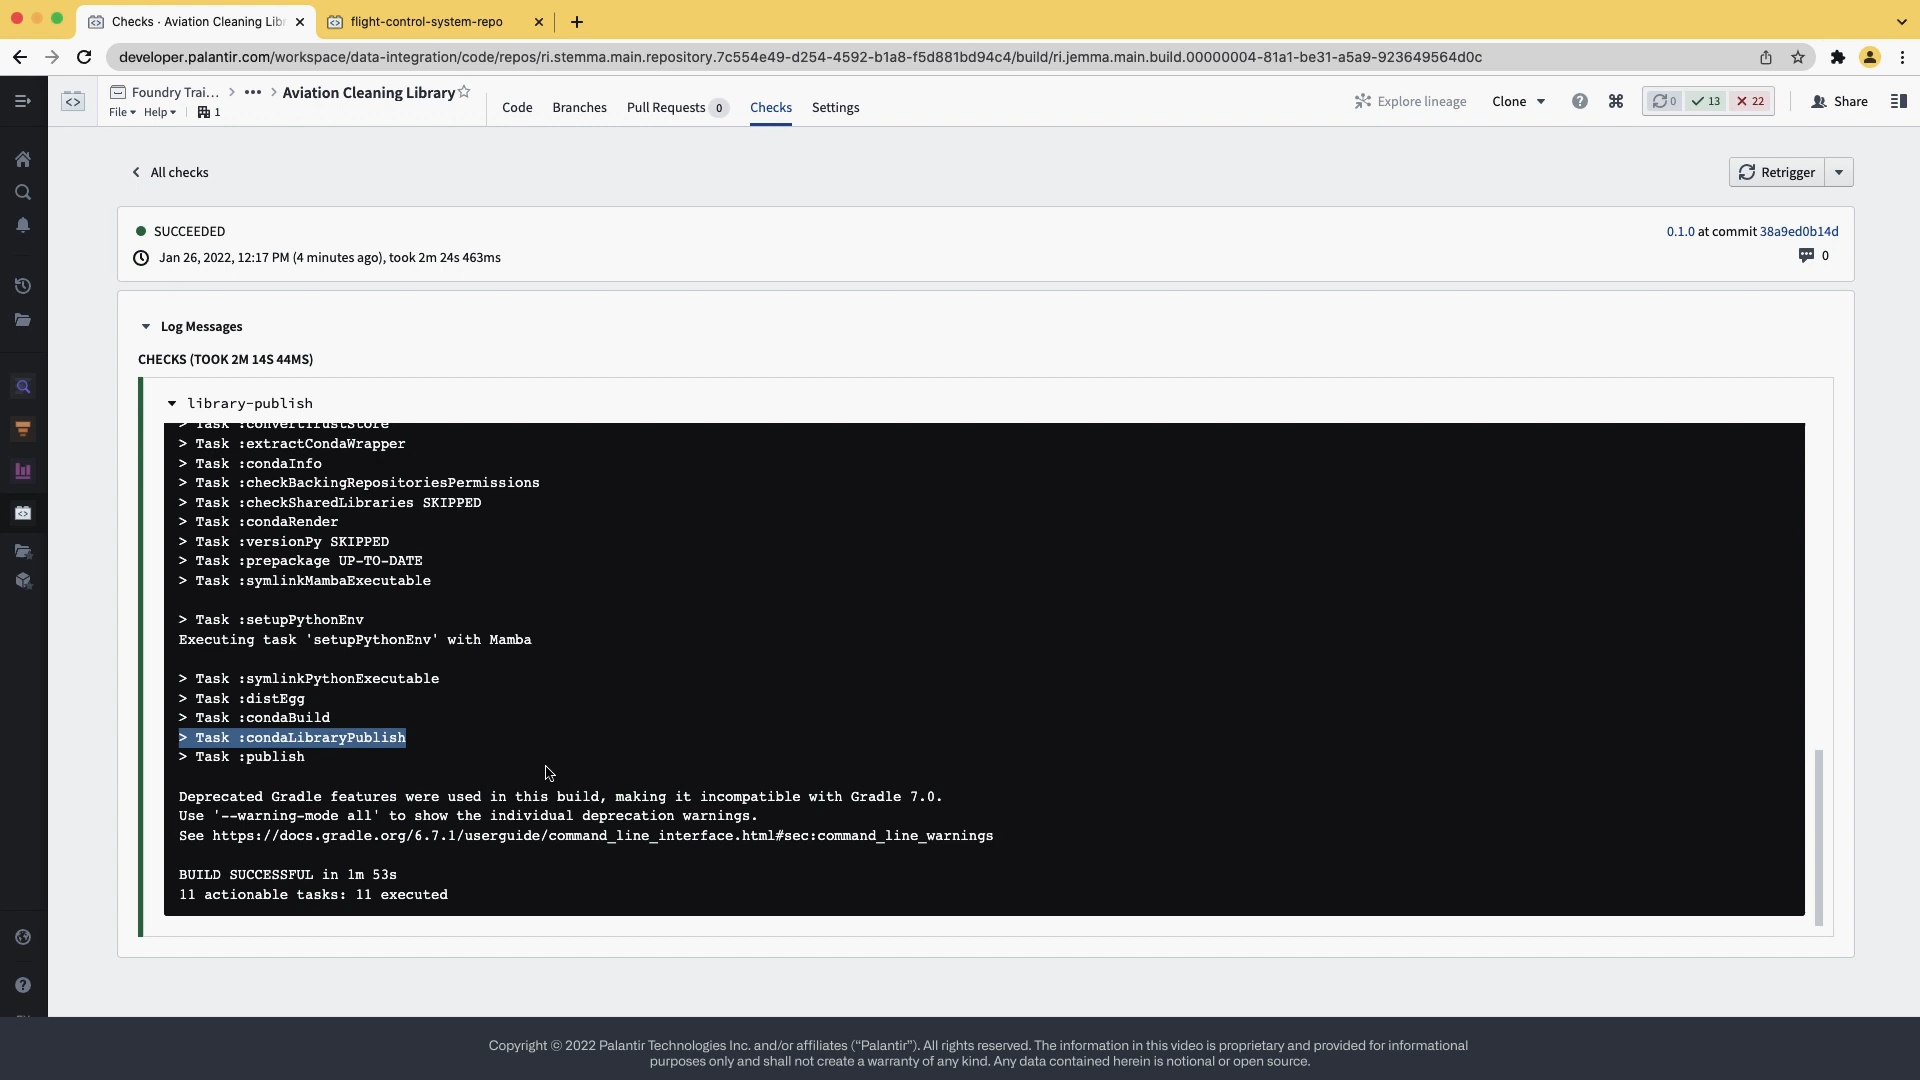 Checks · Aviation Cleaning Libr
flight-control-system-repo
developer.palantir.com/workspace/data-integration/code/repos/ri.stemma.main.repository.7c554e49-d254-4592-b1a8-f5d881bd94c4/build/ri.jemma.main.build.00000004-81a1-be31-a5a9-923649564d0c
Foundry Trai... > ••• > Aviation Cleaning Library
File Help 1
Code Branches Pull Requests 0 Checks Settings
Explore lineage Clone 0 13 22 Share
All checks
Retrigger
SUCCEEDED
0.1.0 at commit 38a9ed0b14d
Jan 26, 2022, 12:17 PM (4 minutes ago), took 2m 24s 463ms
0
Log Messages
CHECKS (TOOK 2M 14S 44MS)
library-publish
> Task :convertTrustStore
> Task :extractCondaWrapper
> Task :condaInfo
> Task :checkBackingRepositoriesPermissions
> Task :checkSharedLibraries SKIPPED
> Task :condaRender
> Task :versionPy SKIPPED
> Task :prepackage UP-TO-DATE
> Task :symlinkMambaExecutable
> Task :setupPythonEnv
Executing task 'setupPythonEnv' with Mamba
> Task :symlinkPythonExecutable
> Task :distEgg
> Task :condaBuild
> Task :condaLibraryPublish
> Task :publish
Deprecated Gradle features were used in this build, making it incompatible with Gradle 7.0.
Use '--warning-mode all' to show the individual deprecation warnings.
See https://docs.gradle.org/6.7.1/userguide/command_line_interface.html#sec:command_line_warnings
BUILD SUCCESSFUL in 1m 53s
11 actionable tasks: 11 executed
Copyright © 2022 Palantir Technologies Inc. and/or affiliates (“Palantir”). All rights reserved. The information in this video is proprietary and provided for informational
purposes only and shall not create a warranty of any kind. Any data contained herein is notional or open source.